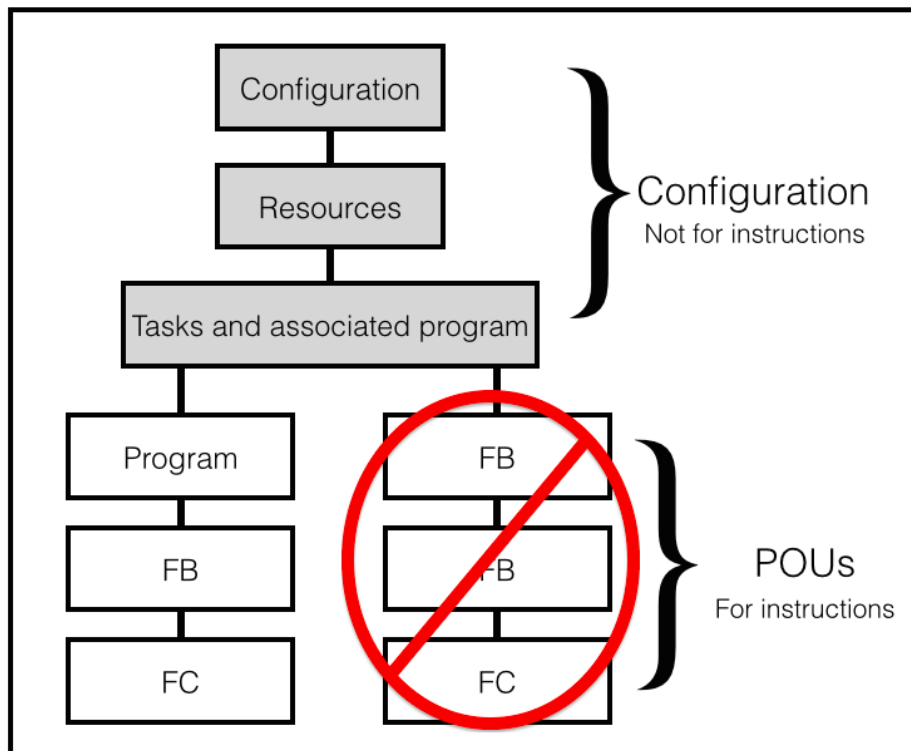 Configuration
Resources
Configuration
Not for instructions
Tasks and associated program
Program
FB
FB
FB
POUs
For instructions
FC
FC